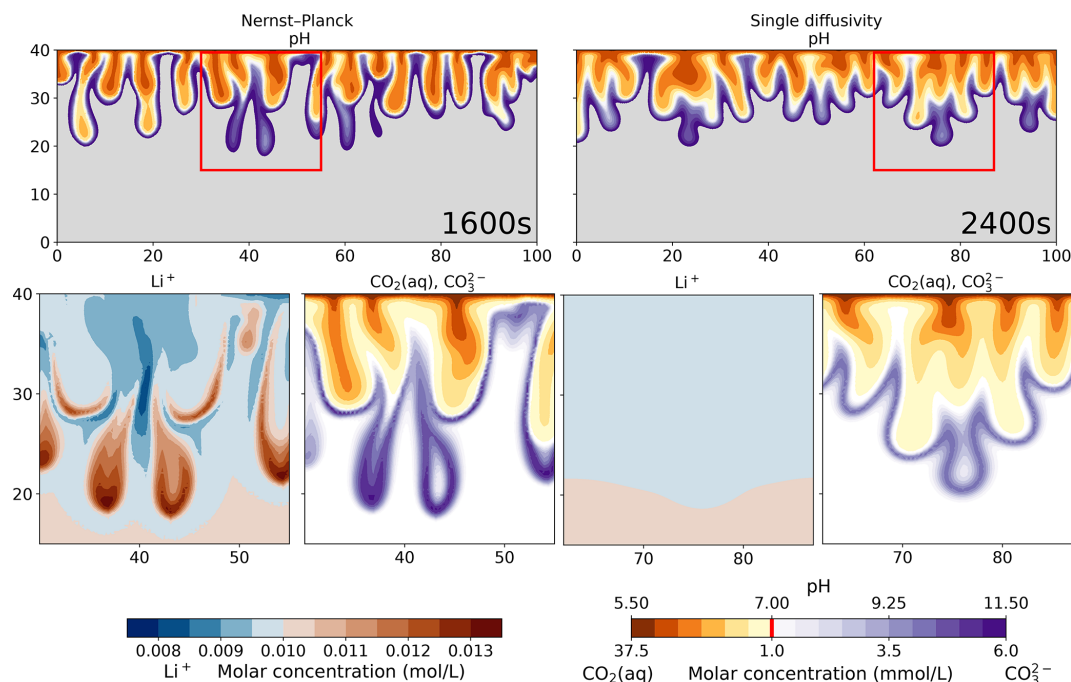 Nernst–Planck
pH
Single diffusivity
pH
40
30
20
10
0
0 20 40 60 80 100
1600s
0 20 40 60 80 100
2400s
Li⁺
CO₂(aq), CO₃²⁻
Li⁺
CO₂(aq), CO₃²⁻
40
30
20
40 50
40 50
70 80
70 80
0.008 0.009 0.010 0.011 0.012 0.013
Li⁺ Molar concentration (mol/L)
pH
5.50 7.00 9.25 11.50
37.5 1.0 3.5 6.0
CO₂(aq) Molar concentration (mmol/L) CO₃²⁻